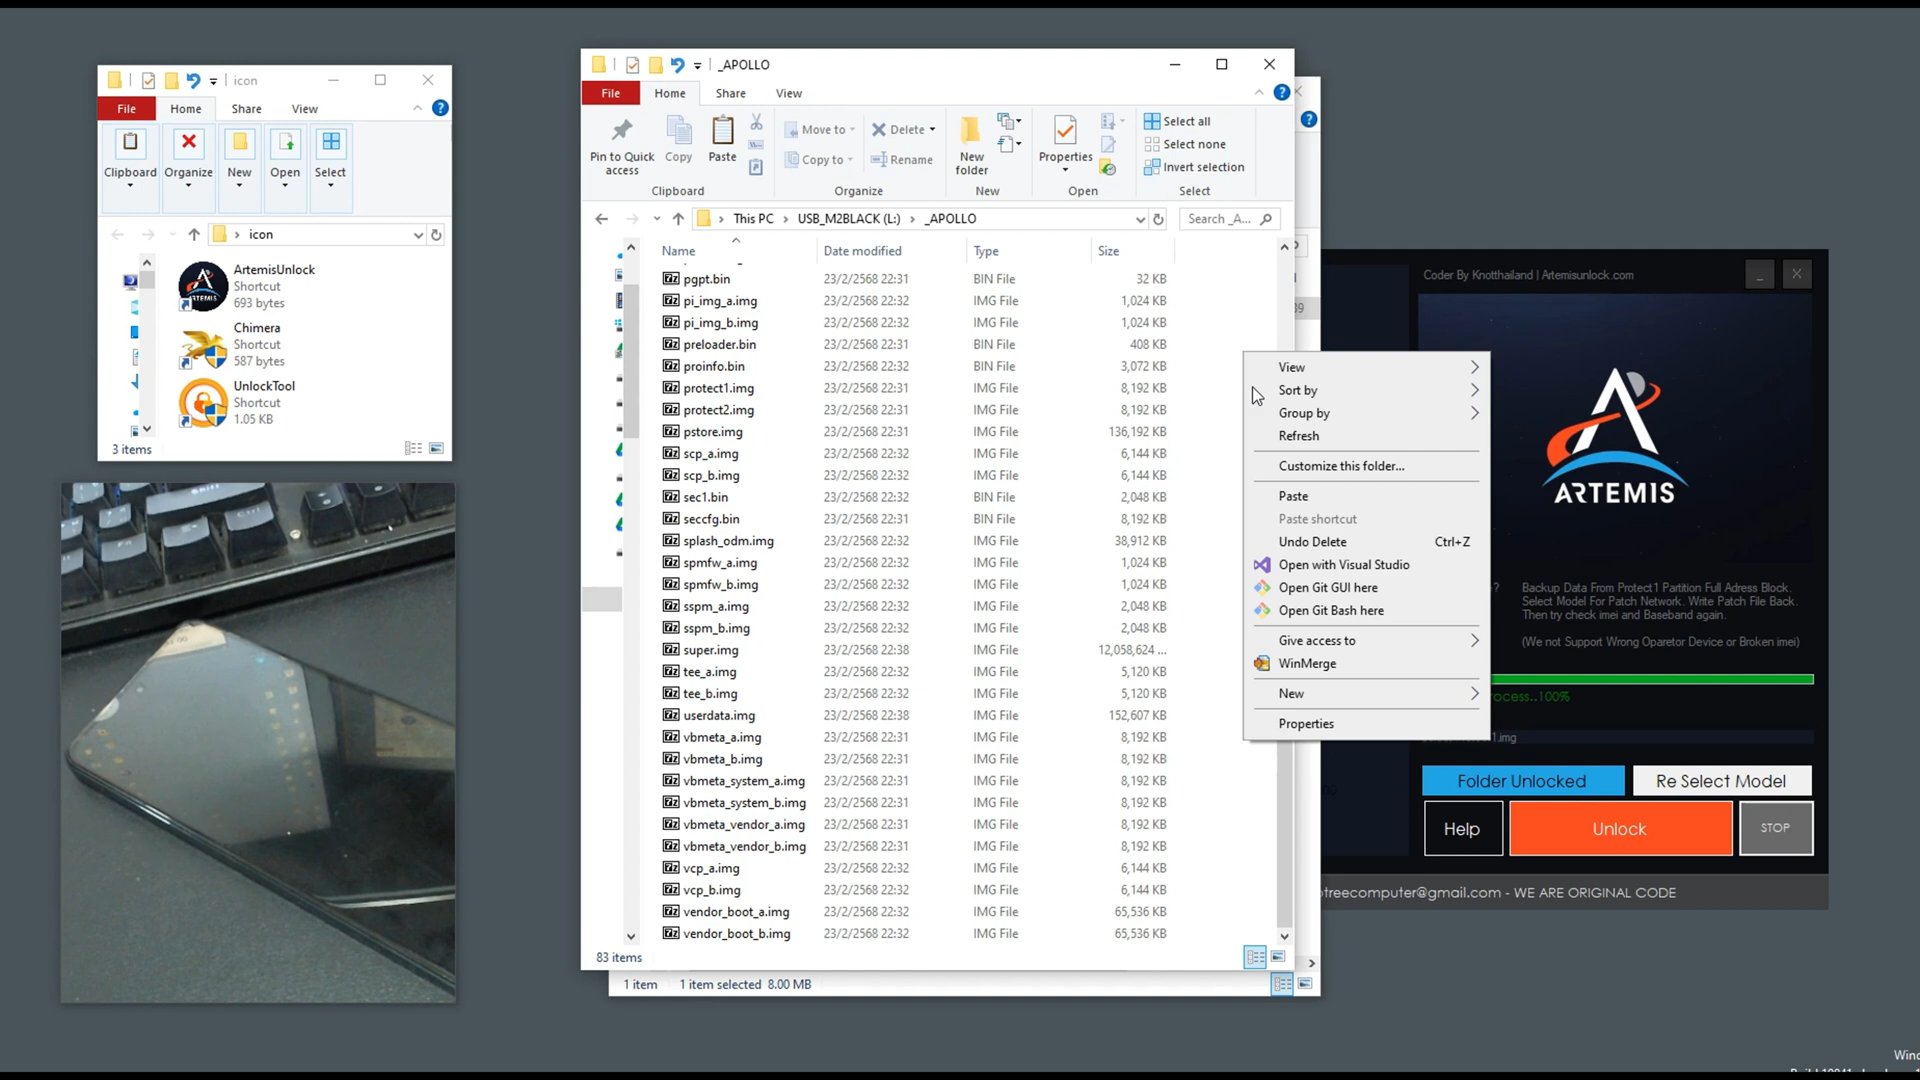 icon
File Home Share View
Clipboard Organize New Open Select
icon
ArtemisUnlock
Shortcut
693 bytes
Chimera
Shortcut
587 bytes
UnlockTool
Shortcut
1.05 KB
3 items
_APOLLO
File Home Share View
Pin to Quick access
Copy
Paste
Move to
Copy to
Delete
Rename
New folder
Properties
Select all
Select none
Invert selection
Clipboard Organize New Open Select
This PC > USB_M2BLACK (L:) > _APOLLO
Search _A...
Name Date modified Type Size
pgpt.bin 23/2/2568 22:31 BIN File 32 KB
pi_img_a.img 23/2/2568 22:32 IMG File 1,024 KB
pi_img_b.img 23/2/2568 22:32 IMG File 1,024 KB
preloader.bin 23/2/2568 22:31 BIN File 408 KB
proinfo.bin 23/2/2568 22:32 BIN File 3,072 KB
protect1.img 23/2/2568 22:31 IMG File 8,192 KB
protect2.img 23/2/2568 22:31 IMG File 8,192 KB
pstore.img 23/2/2568 22:31 IMG File 136,192 KB
scp_a.img 23/2/2568 22:32 IMG File 6,144 KB
scp_b.img 23/2/2568 22:32 IMG File 6,144 KB
sec1.bin 23/2/2568 22:32 BIN File 2,048 KB
seccfg.bin 23/2/2568 22:31 BIN File 8,192 KB
splash_odm.img 23/2/2568 22:32 IMG File 38,912 KB
spmfw_a.img 23/2/2568 22:32 IMG File 1,024 KB
spmfw_b.img 23/2/2568 22:32 IMG File 1,024 KB
sspm_a.img 23/2/2568 22:32 IMG File 2,048 KB
sspm_b.img 23/2/2568 22:32 IMG File 2,048 KB
super.img 23/2/2568 22:38 IMG File 12,058,624 ...
tee_a.img 23/2/2568 22:32 IMG File 5,120 KB
tee_b.img 23/2/2568 22:32 IMG File 5,120 KB
userdata.img 23/2/2568 22:38 IMG File 152,607 KB
vbmeta_a.img 23/2/2568 22:31 IMG File 8,192 KB
vbmeta_b.img 23/2/2568 22:31 IMG File 8,192 KB
vbmeta_system_a.img 23/2/2568 22:31 IMG File 8,192 KB
vbmeta_system_b.img 23/2/2568 22:31 IMG File 8,192 KB
vbmeta_vendor_a.img 23/2/2568 22:31 IMG File 8,192 KB
vbmeta_vendor_b.img 23/2/2568 22:31 IMG File 8,192 KB
vcp_a.img 23/2/2568 22:32 IMG File 6,144 KB
vcp_b.img 23/2/2568 22:32 IMG File 6,144 KB
vendor_boot_a.img 23/2/2568 22:32 IMG File 65,536 KB
vendor_boot_b.img 23/2/2568 22:32 IMG File 65,536 KB
83 items
1 item 1 item selected 8.00 MB
View
Sort by
Group by
Refresh
Customize this folder...
Paste
Paste shortcut
Undo Delete Ctrl+Z
Open with Visual Studio
Open Git GUI here
Open Git Bash here
Give access to
WinMerge
New
Properties
Coder By Knotthailand | Artemisunlock.com
ARTEMIS
Backup Data From Protect1 Partition Full Adress Block.
Select Model For Patch Network. Write Patch File Back.
Then try check imei and Baseband again.
(We not Support Wrong Oparetor Device or Broken imei)
ocess..100%
1.img
Folder Unlocked Re Select Model
Help Unlock STOP
treecomputer@gmail.com - WE ARE ORIGINAL CODE